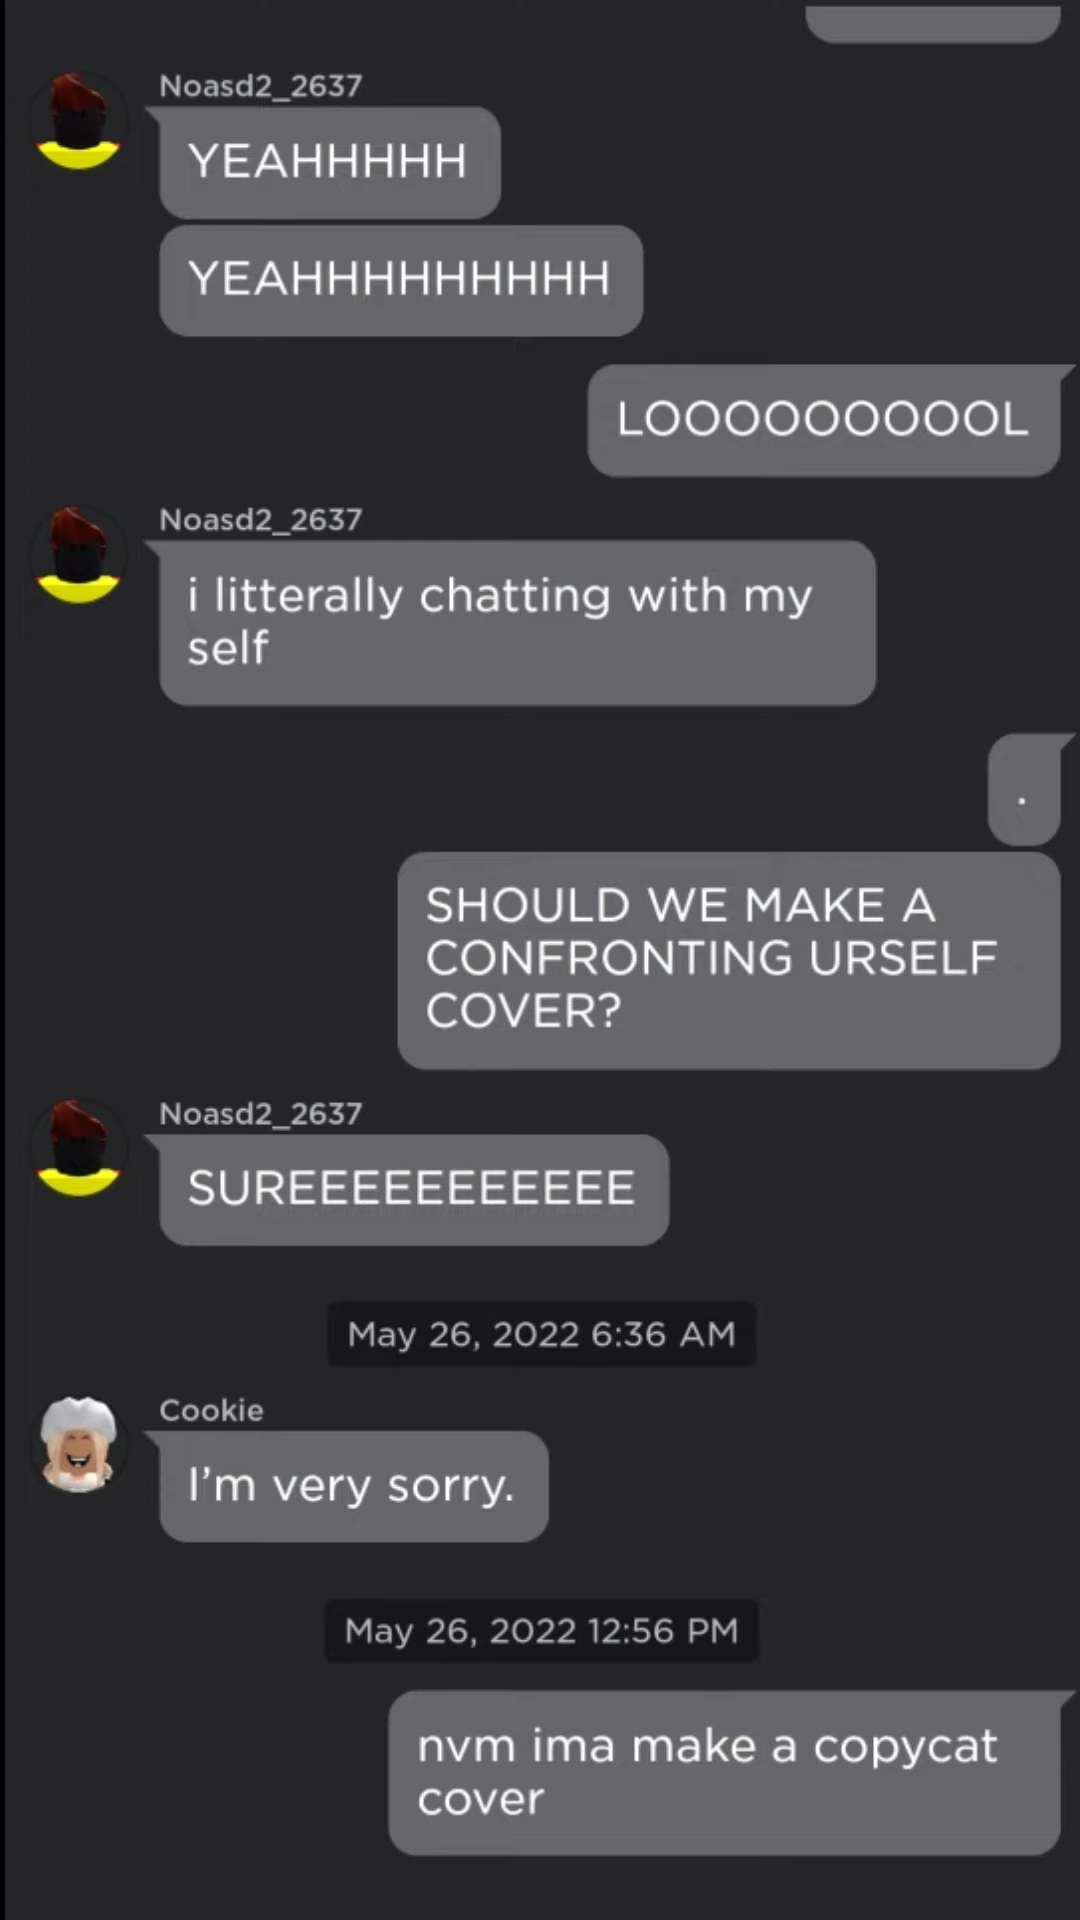 Noasd2_2637
YEAHHHHH
YEAHHHHHHHHH
LOOOOOOOOOL
Noasd2_2637
i litterally chatting with my
self
.
SHOULD WE MAKE A
CONFRONTING URSELF
COVER?
Noasd2_2637
SUREEEEEEEEEEE
May 26, 2022 6:36 AM
Cookie
I’m very sorry.
May 26, 2022 12:56 PM
nvm ima make a copycat
cover